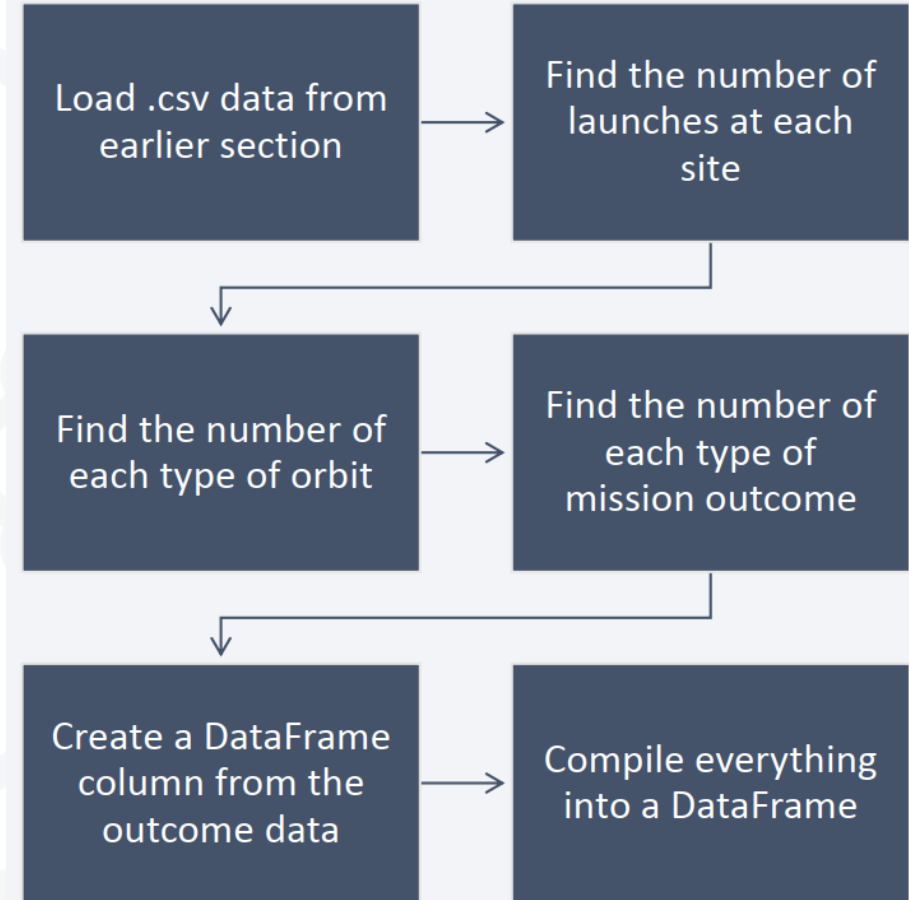 Load .csv data from
earlier section
Find the number of
launches at each
site
Find the number of
each type of orbit
Find the number of
each type of
mission outcome
Create a DataFrame
column from the
outcome data
Compile everything
into a DataFrame